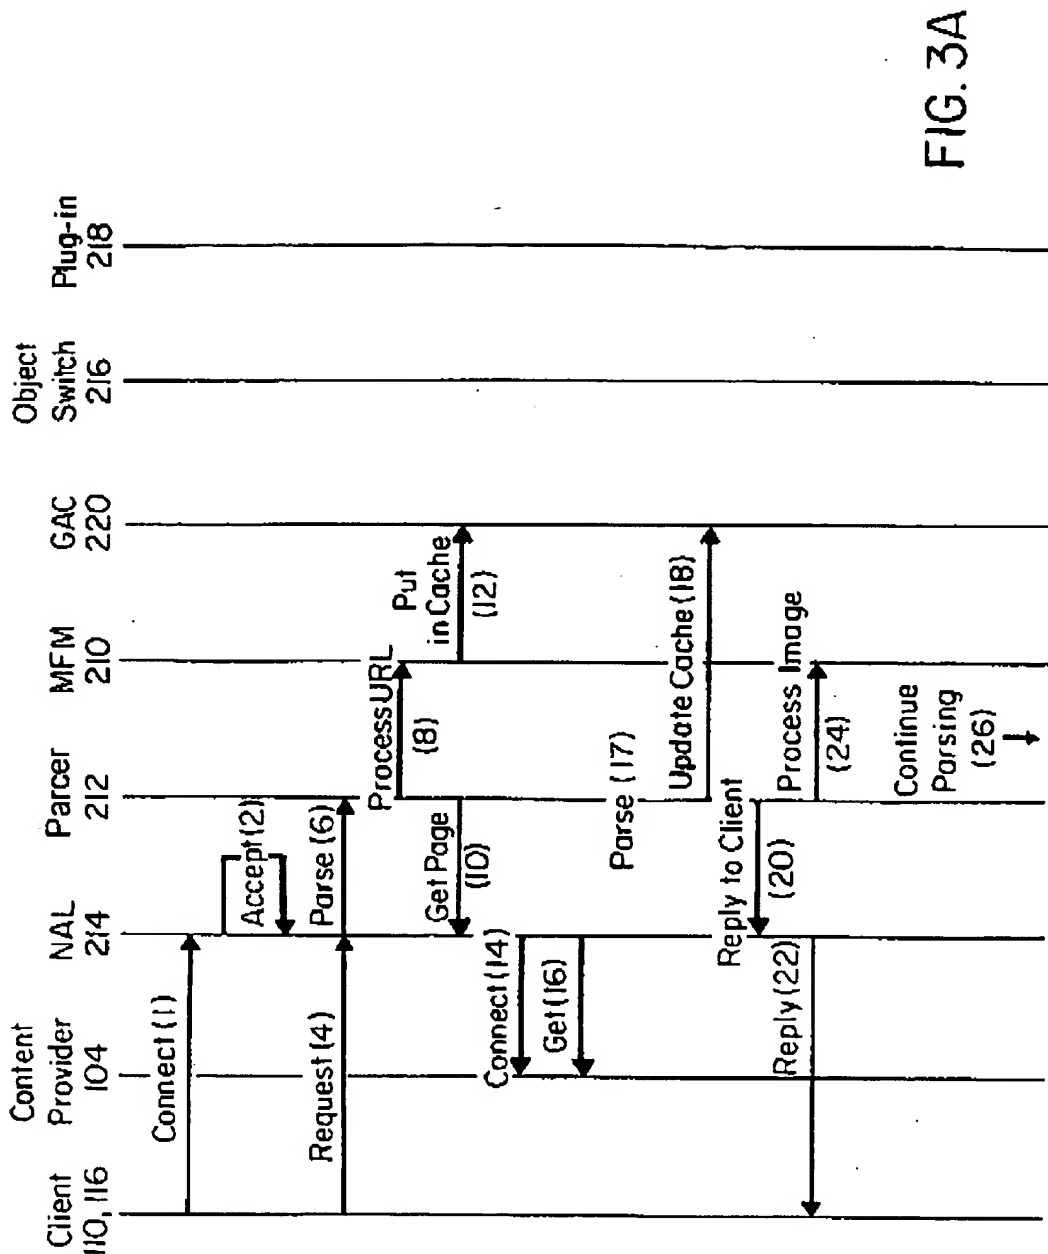 Client
110, 116
Content
Provider
104
NAL
214
Parcer
212
MFM
210
GAC
220
Object
Switch
216
Plug-in
218
Connect (1)
Accept (2)
Request (4)
Parse (6)
Process URL
(8)
Get Page
(10)
Put
in Cache
(12)
Connect (14)
Get (16)
Parse (17)
Update Cache (18)
Reply to Client
(20)
Reply (22)
Process Image
(24)
Continue
Parsing
(26)
FIG. 3A